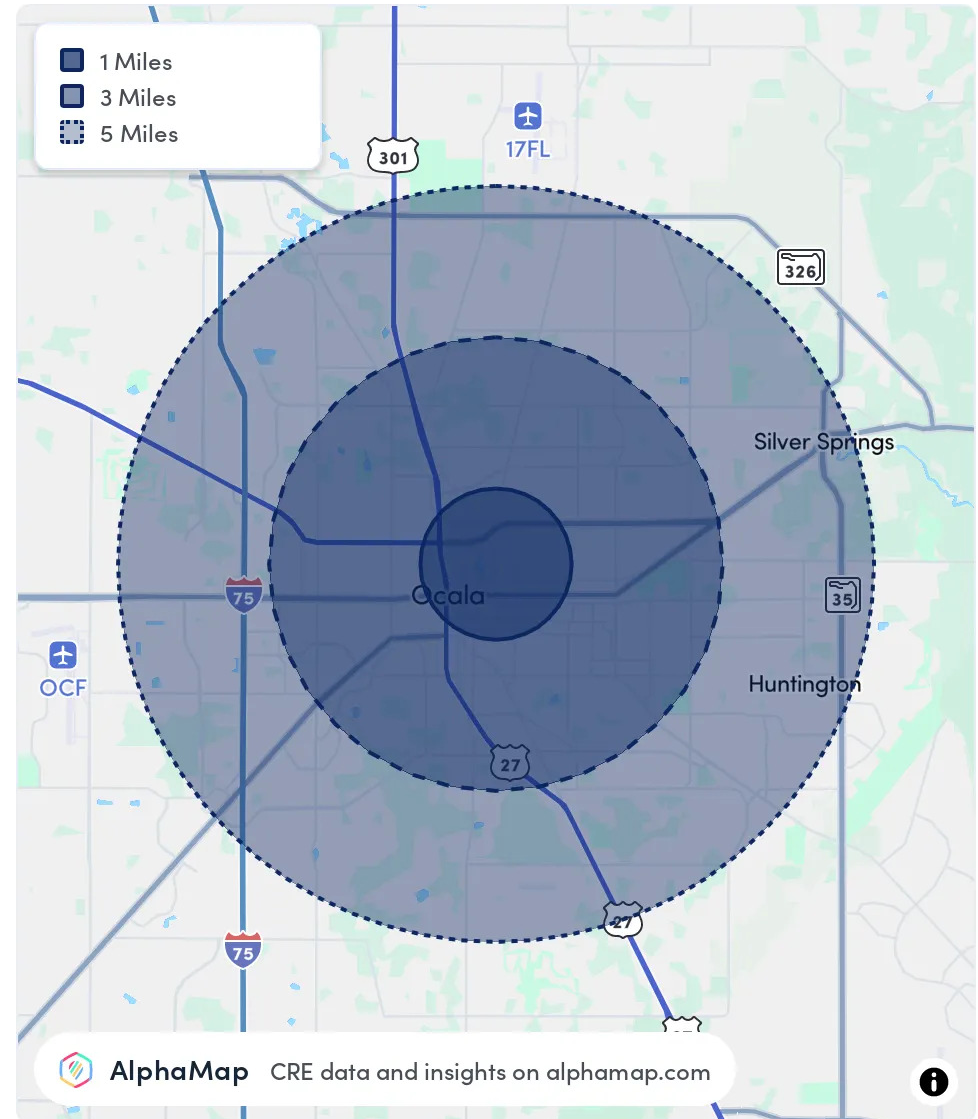 1 Miles
3 Miles
5 Miles
301
17FL
326
Silver Springs
75
Ocala
35
OCF
Huntington
27
27
75
AlphaMap CRE data and insights on alphamap.com